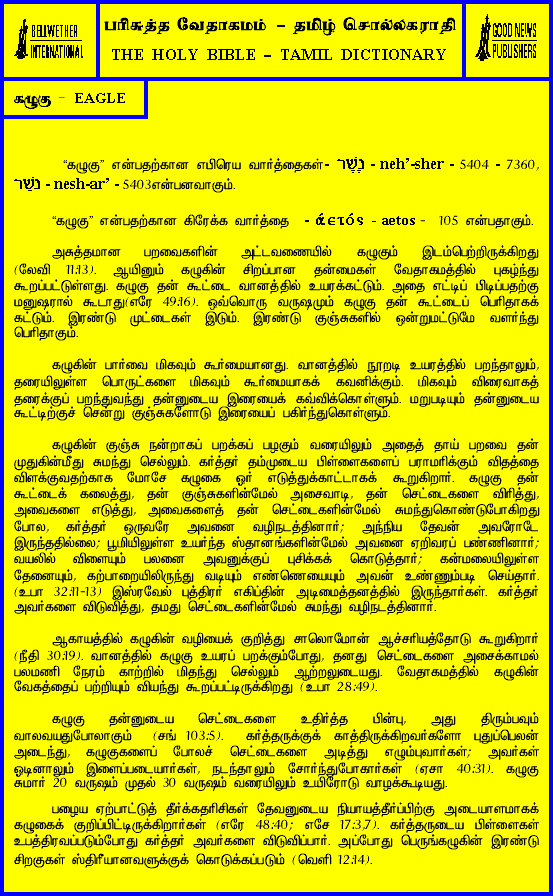 BELLWETHER
INTERNATIONAL
பரிசுத்த வேதாகமம் – தமிழ் சொல்லகராதி
THE HOLY BIBLE – TAMIL DICTIONARY
GOOD NEWS
PUBLISHERS
கழுகு – EAGLE
“கழுகு” என்பதற்கான எபிரெய வார்த்தைகள்- נֶשֶׁר - neh’-sher - 5404 - 7360,
נשׁר - nesh-ar’ - 5403என்பனவாகும்.
“கழுகு” என்பதற்கான கிரேக்க வார்த்தை - ἀετός - aetos - 105 என்பதாகும்.
அசுத்தமான பறவைகளின் அட்டவணையில் கழுகும் இடம்பெற்றிருக்கிறது
(லேவி 11:13). ஆயினும் கழுகின் சிறப்பான தன்மைகள் வேதாகமத்தில் புகழ்ந்து
கூறப்பட்டுள்ளது. கழுகு தன் கூட்டை வானத்தில் உயரக்கட்டும். அதை எட்டிப் பிடிப்பதற்கு
மனுஷரால் கூடாது(எரே 49:16). ஒவ்வொரு வருஷமும் கழுகு தன் கூட்டைப் பெரிதாகக்
கட்டும். இரண்டு முட்டைகள் இடும். இரண்டு குஞ்சுகளில் ஒன்றுமட்டுமே வளர்ந்து
பெரிதாகும்.
கழுகின் பார்வை மிகவும் கூர்மையானது. வானத்தில் நூறடி உயரத்தில் பறந்தாலும்,
தரையிலுள்ள பொருட்களை மிகவும் கூர்மையாகக் கவனிக்கும். மிகவும் விரைவாகத்
தரைக்குப் பறந்துவந்து தன்னுடைய இரையைக் கவ்விக்கொள்ளும். மறுபடியும் தன்னுடைய
கூட்டிற்குச் சென்று குஞ்சுகளோடு இரையைப் பகிர்ந்துகொள்ளும்.
கழுகின் குஞ்சு நன்றாகப் பறக்கப் பழகும் வரையிலும் அதைத் தாய் பறவை தன்
முதுகின்மீது சுமந்து செல்லும். கர்த்தர் தம்முடைய பிள்ளைகளைப் பராமரிக்கும் விதத்தை
விளக்குவதற்காக மோசே கழுகை ஓர் எடுத்துக்காட்டாகக் கூறுகிறார். கழுகு தன்
கூட்டைக் கலைத்து, தன் குஞ்சுகளின்மேல் அசைவாடி, தன் செட்டைகளை விரித்து,
அவைகளை எடுத்து, அவைகளைத் தன் செட்டைகளின்மேல் சுமந்துகொண்டுபோகிறது
போல, கர்த்தர் ஒருவரே அவனை வழிநடத்தினார்; அந்நிய தேவன் அவரோடே
இருந்ததில்லை; பூமியிலுள்ள உயர்ந்த ஸ்தானங்களின்மேல் அவனை ஏறிவரப் பண்ணினார்;
வயலில் விளையும் பலனை அவனுக்குப் புசிக்கக் கொடுத்தார்; கன்மலையிலுள்ள
தேனையும், கற்பாறையிலிருந்து வடியும் எண்ணெயையும் அவன் உண்ணும்படி செய்தார்.
(உபா 32:11-13) இஸ்ரவேல் புத்திரர் எகிப்தின் அடிமைத்தனத்தில் இருந்தார்கள். கர்த்தர்
அவர்களை விடுவித்து, தமது செட்டைகளின்மேல் சுமந்து வழிநடத்தினார்.
ஆகாயத்தில் கழுகின் வழியைக் குறித்து சாலொமோன் ஆச்சரியத்தோடு கூறுகிறார்
(நீதி 30:19). வானத்தில் கழுகு உயரப் பறக்கும்போது, தனது செட்டைகளை அசைக்காமல்
பலமணி நேரம் காற்றில் மிதந்து செல்லும் ஆற்றலுடையது. வேதாகமத்தில் கழுகின்
வேகத்தைப் பற்றியும் வியந்து கூறப்பட்டிருக்கிறது (உபா 28:49).
கழுகு தன்னுடைய செட்டைகளை உதிர்த்த பின்பு, அது திரும்பவும்
வாலவயதுபோலாகும் (சங் 103:5). கர்த்தருக்குக் காத்திருக்கிறவர்களோ புதுப்பெலன்
அடைந்து, கழுகுகளைப் போலச் செட்டைகளை அடித்து எழும்புவார்கள்; அவர்கள்
ஓடினாலும் இளைப்படையார்கள், நடந்தாலும் சோர்ந்துபோகார்கள் (ஏசா 40:31). கழுகு
சுமார் 20 வருஷம் முதல் 30 வருஷம் வரையிலும் உயிரோடு வாழக்கூடியது.
பழைய ஏற்பாட்டுத் தீர்க்கதரிசிகள் தேவனுடைய நியாயத்தீர்ப்பிற்கு அடையாளமாகக்
கழுகைக் குறிப்பிட்டிருக்கிறார்கள் (எரே 48:40; எசே 17:3,7). கர்த்தருடைய பிள்ளைகள்
உபத்திரவப்படும்போது கர்த்தர் அவர்களை விடுவிப்பார். அப்போது பெருங்கழுகின் இரண்டு
சிறகுகள் ஸ்திரீயானவளுக்குக் கொடுக்கப்படும் (வெளி 12:14).